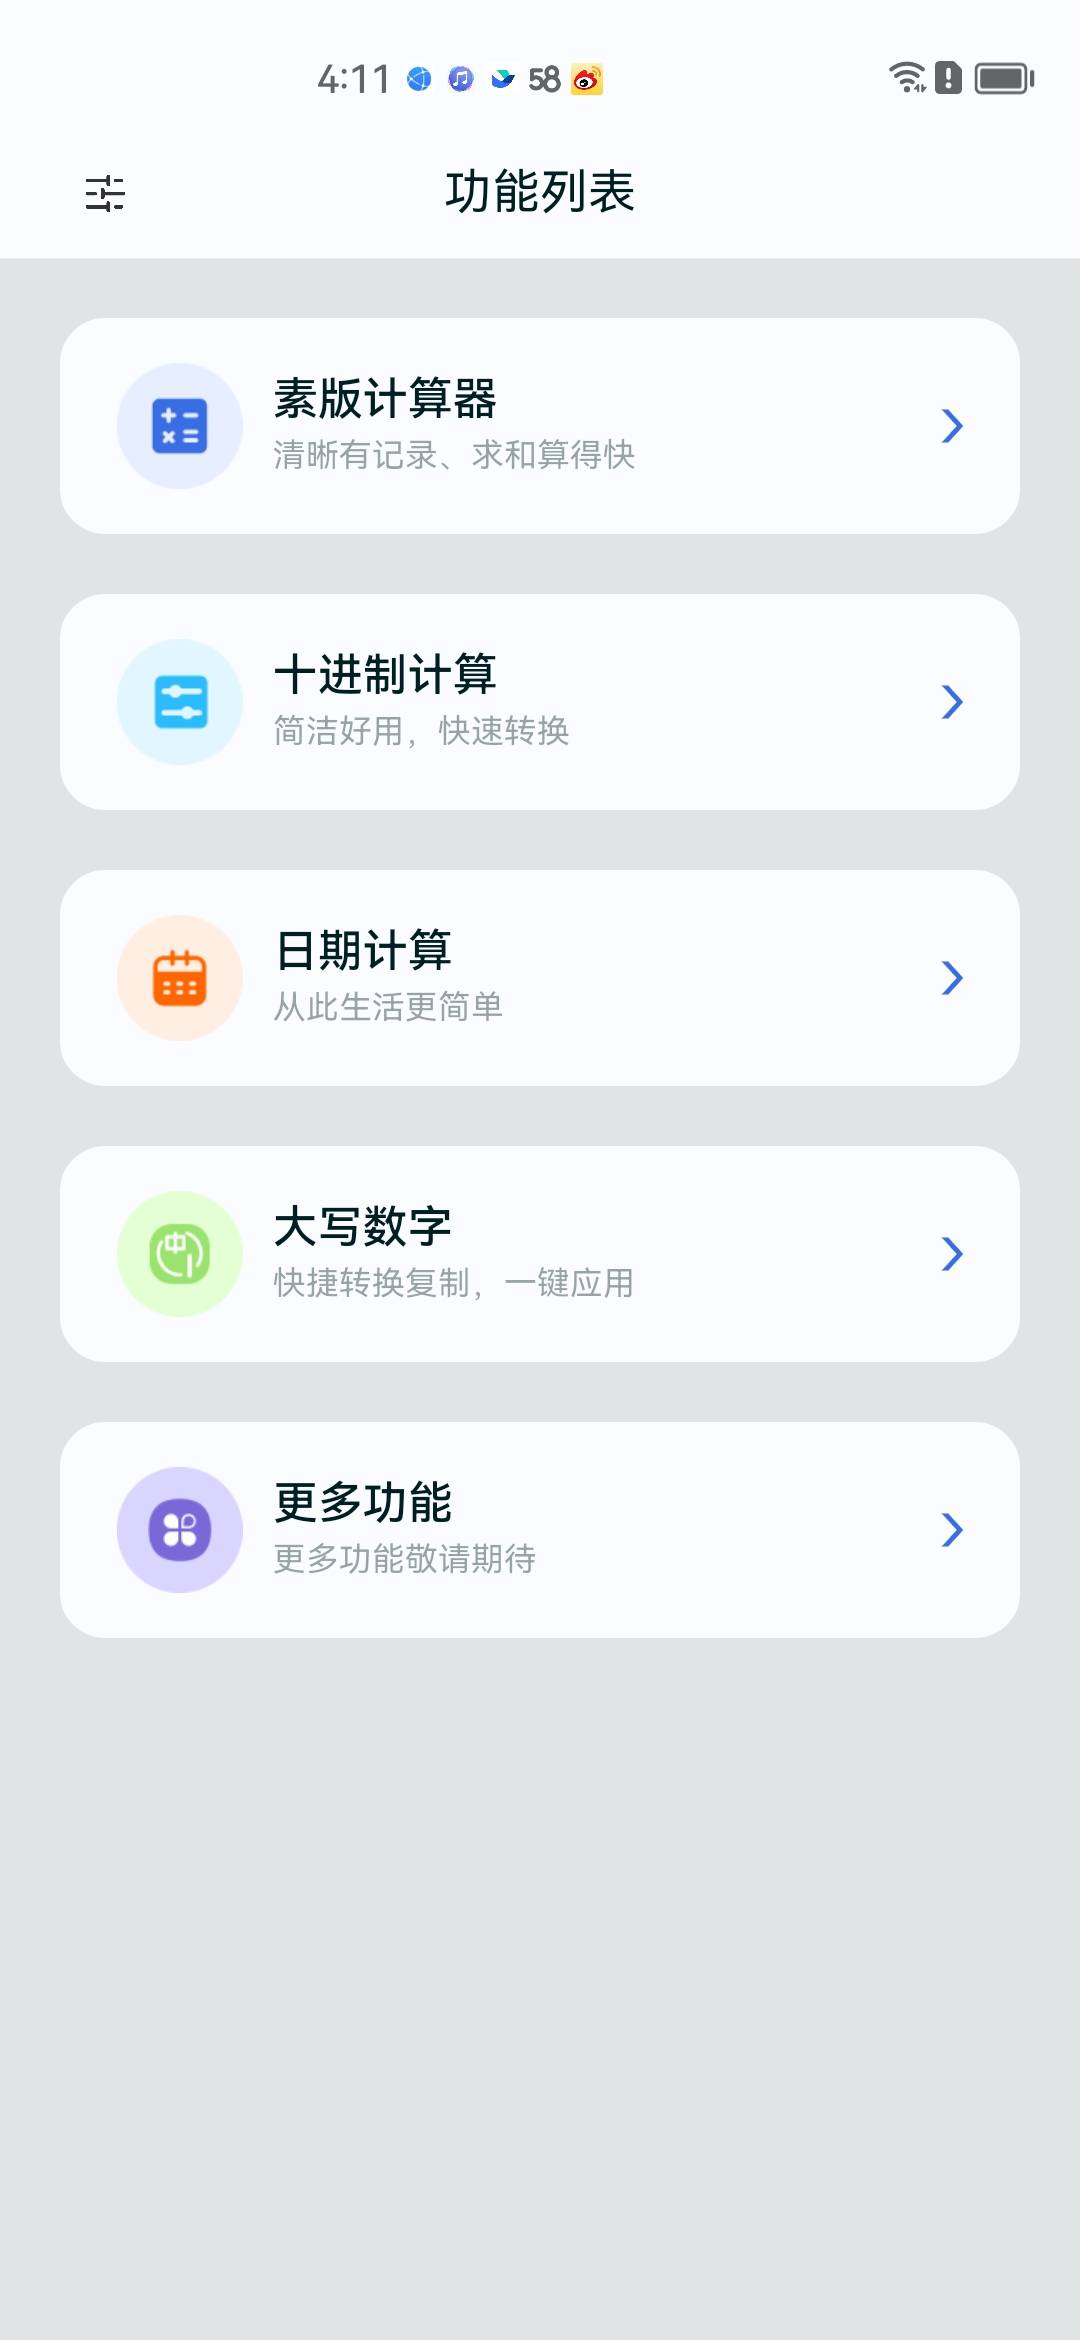 4:11 58
功能列表
素版计算器
清晰有记录、求和算得快
十进制计算
简洁好用，快速转换
日期计算
从此生活更简单
大写数字
快捷转换复制，一键应用
更多功能
更多功能敬请期待